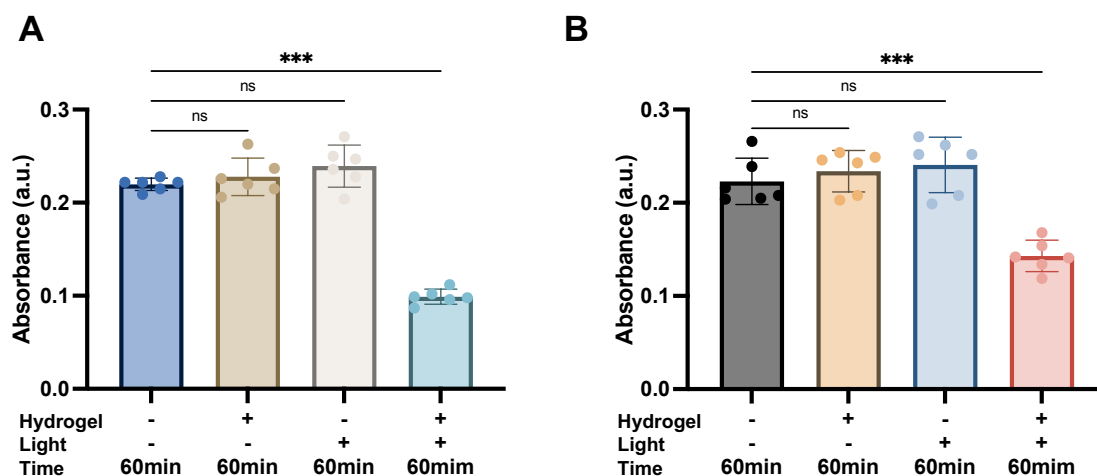 A
***
ns
ns
0.3
0.2
0.1
0.0
Absorbance (a.u.)
Hydrogel - + - +
Light - - + +
Time 60min 60min 60min 60mim
B
***
ns
ns
0.3
0.2
0.1
0.0
Absorbance (a.u.)
Hydrogel - + - +
Light - - + +
Time 60min 60min 60min 60mim